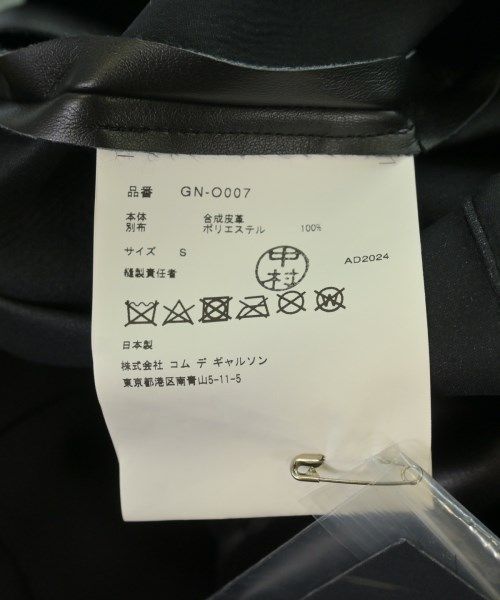 品番 GN-O007
本体 合成皮革
別布 ポリエステル 100%
サイズ S
縫製責任者 中村 AD2024
日本製
株式会社 コム デ ギャルソン
東京都港区南青山5-11-5